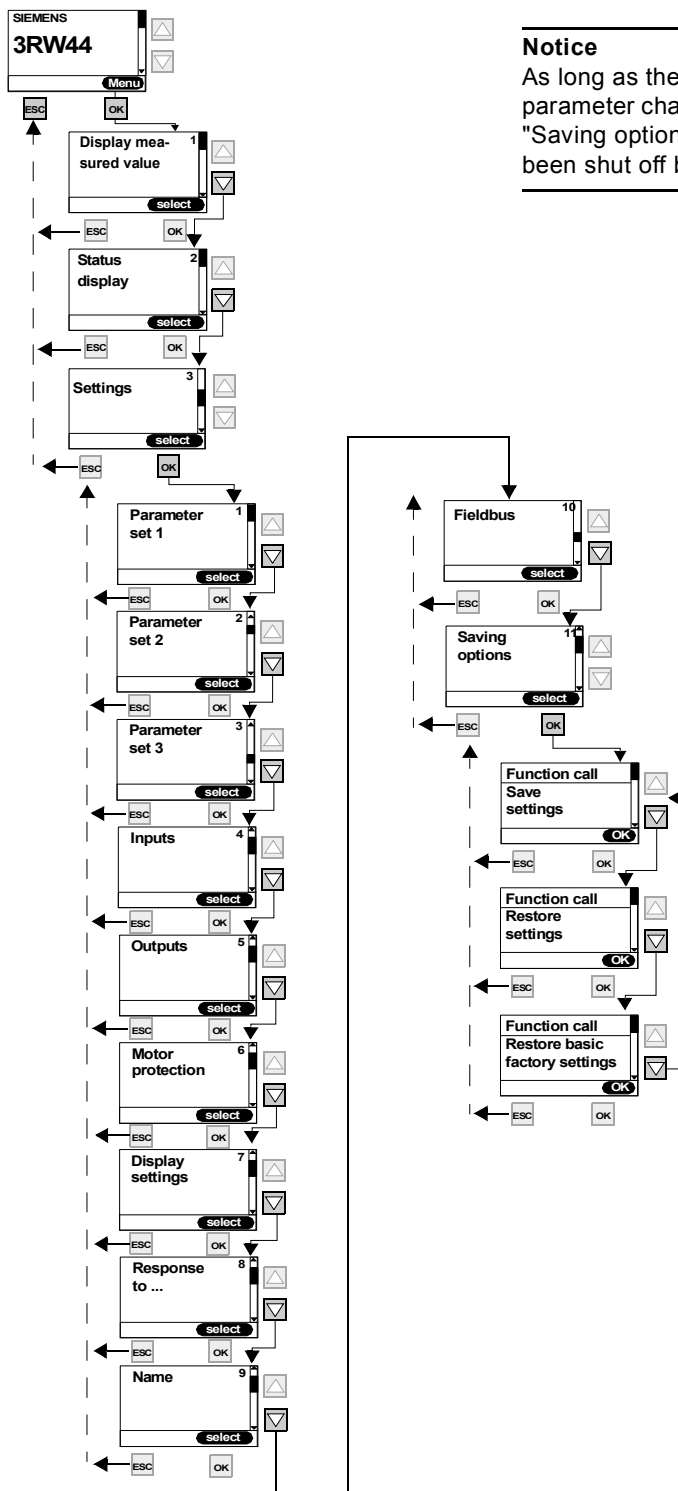 SIEMENS
3RW44
Menu
ESC
OK
Display mea-
sured value
1
select
ESC
OK
Status
display
2
select
ESC
OK
Settings
3
select
ESC
OK
Parameter
set 1
1
select
ESC
OK
Parameter
set 2
2
select
ESC
OK
Parameter
set 3
3
select
ESC
OK
Inputs
4
select
ESC
OK
Outputs
5
select
ESC
OK
Motor
protection
6
select
ESC
OK
Display
settings
7
select
ESC
OK
Response
to ...
8
select
ESC
OK
Name
9
select
ESC
OK
Notice
As long as the
parameter cha
"Saving option
been shut off b
Fieldbus
10
select
ESC
OK
Saving
options
11
select
ESC
OK
Function call
Save
settings
OK
ESC
OK
Function call
Restore
settings
OK
ESC
OK
Function call
Restore basic
factory settings
OK
ESC
OK